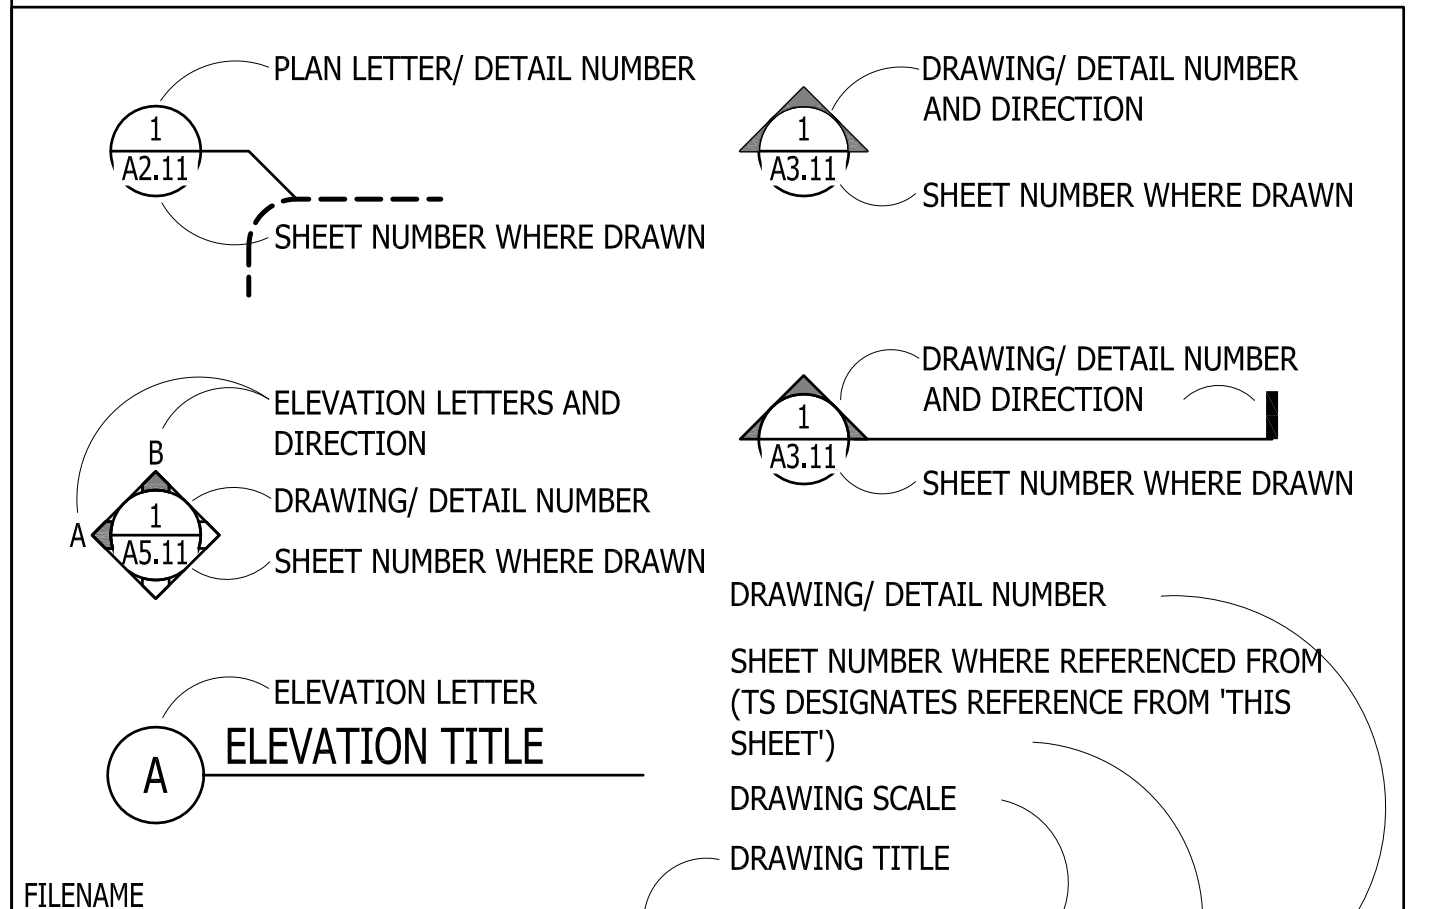 PLAN LETTER/ DETAIL NUMBER
1
A2.11
SHEET NUMBER WHERE DRAWN
DRAWING/ DETAIL NUMBER
AND DIRECTION
1
A3.11
SHEET NUMBER WHERE DRAWN
ELEVATION LETTERS AND
DIRECTION
B
A
1
A5.11
DRAWING/ DETAIL NUMBER
SHEET NUMBER WHERE DRAWN
DRAWING/ DETAIL NUMBER
AND DIRECTION
1
A3.11
SHEET NUMBER WHERE DRAWN
ELEVATION LETTER
ELEVATION TITLE
A
DRAWING/ DETAIL NUMBER
SHEET NUMBER WHERE REFERENCED FROM
(TS DESIGNATES REFERENCE FROM 'THIS
SHEET')
DRAWING SCALE
DRAWING TITLE
FILENAME